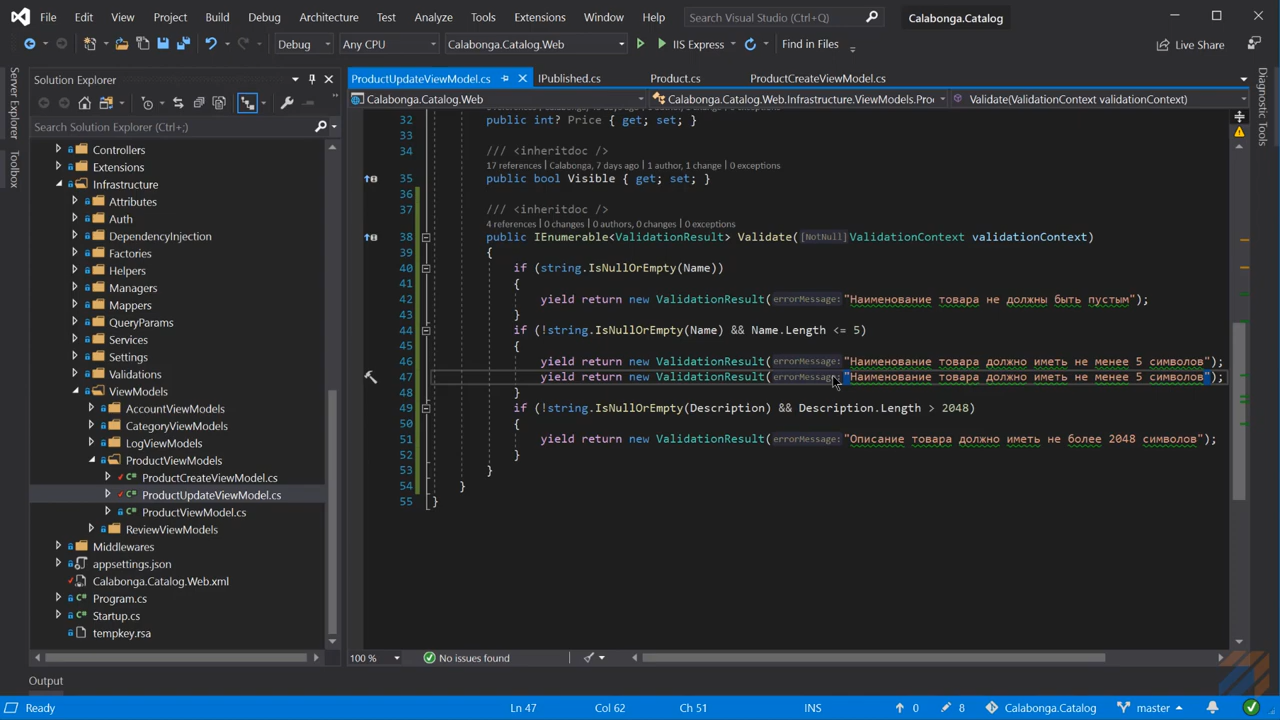 File Edit View Project Build Debug Architecture Test Analyze Tools Extensions Window Help Search Visual Studio (Ctrl+Q) Calabonga.Catalog
Debug Any CPU Calabonga.Catalog.Web IIS Express Find in Files Live Share
Server Explorer
Toolbox
Solution Explorer
Search Solution Explorer (Ctrl+;)
Controllers
Extensions
Infrastructure
Attributes
Auth
DependencyInjection
Factories
Helpers
Managers
Mappers
QueryParams
Services
Settings
Validations
ViewModels
AccountViewModels
CategoryViewModels
LogViewModels
ProductViewModels
ProductCreateViewModel.cs
ProductUpdateViewModel.cs
ProductViewModel.cs
ReviewViewModels
Middlewares
appsettings.json
Calabonga.Catalog.Web.xml
Program.cs
Startup.cs
tempkey.rsa
ProductUpdateViewModel.cs IPublished.cs Product.cs ProductCreateViewModel.cs
Calabonga.Catalog.Web Calabonga.Catalog.Web.Infrastructure.ViewModels.Pro Validate(ValidationContext validationContext)
32 public int? Price { get; set; }
33
34 /// <inheritdoc />
17 references | Calabonga, 7 days ago | 1 author, 1 change | 0 exceptions
35 public bool Visible { get; set; }
36
37 /// <inheritdoc />
4 references | 0 changes | 0 authors, 0 changes | 0 exceptions
38 public IEnumerable<ValidationResult> Validate([NotNull]ValidationContext validationContext)
39 {
40 if (string.IsNullOrEmpty(Name))
41 {
42 yield return new ValidationResult(errorMessage:"Наименование товара не должны быть пустым");
43 }
44 if (!string.IsNullOrEmpty(Name) && Name.Length <= 5)
45 {
46 yield return new ValidationResult(errorMessage:"Наименование товара должно иметь не менее 5 символов");
47 yield return new ValidationResult(errorMessage:"Наименование товара должно иметь не менее 5 символов");
48 }
49 if (!string.IsNullOrEmpty(Description) && Description.Length > 2048)
50 {
51 yield return new ValidationResult(errorMessage:"Описание товара должно иметь не более 2048 символов");
52 }
53 }
54 }
55 }
Diagnostic Tools
100 % No issues found
Output
Ready Ln 47 Col 62 Ch 51 INS 0 8 Calabonga.Catalog master